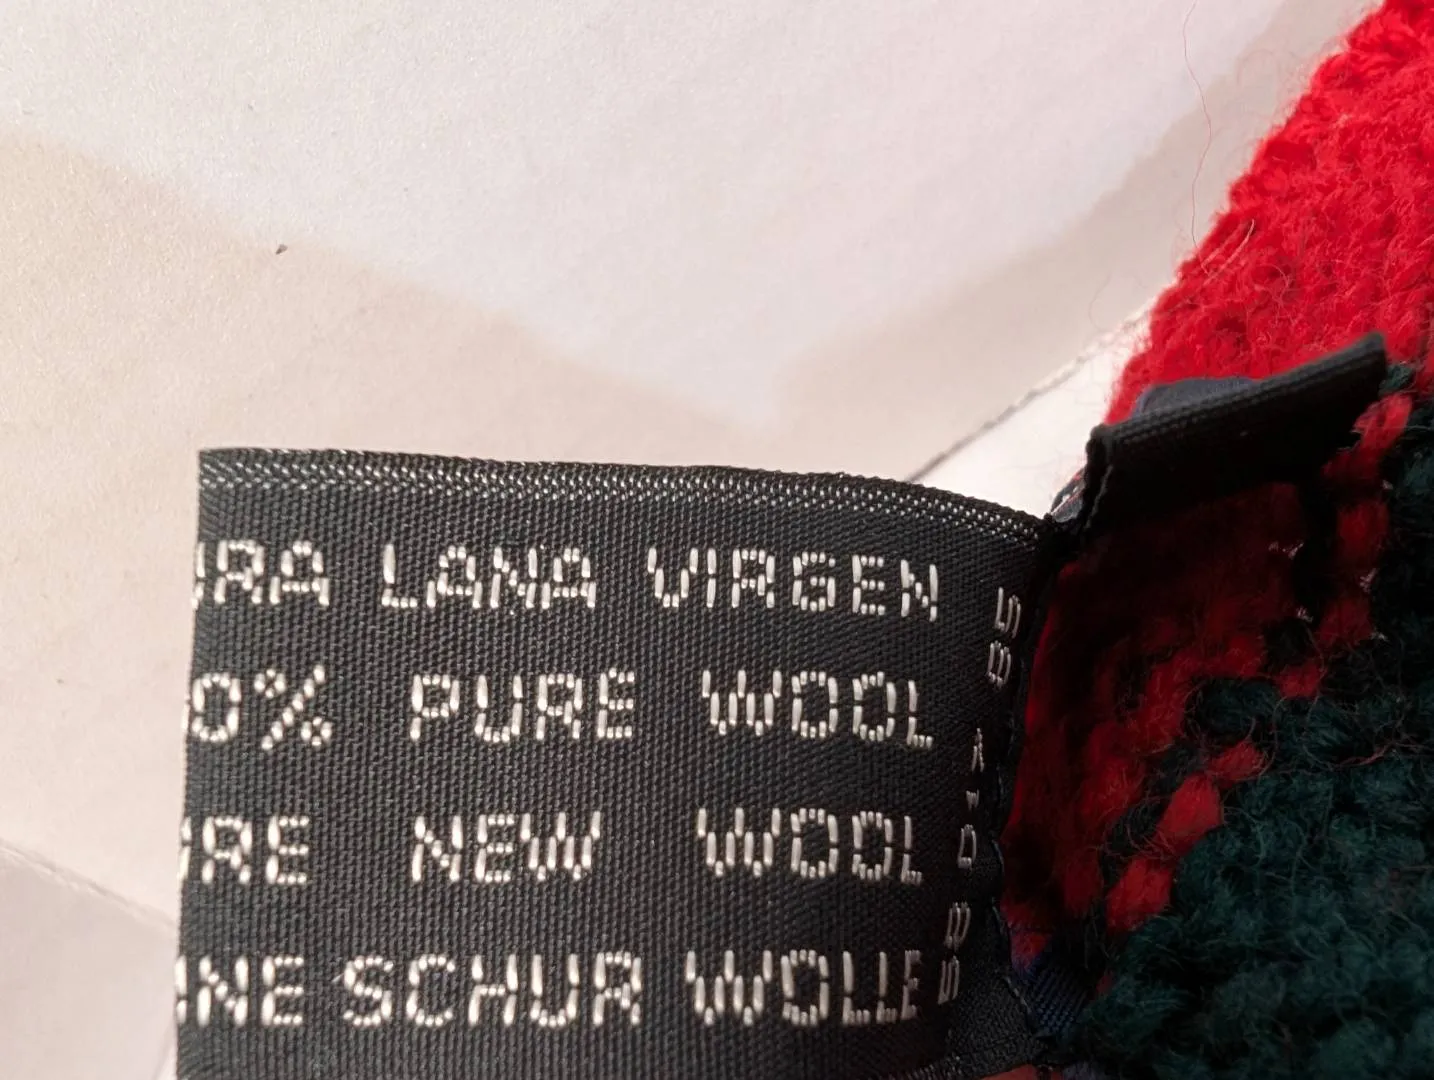 RA LANA VIRGEN
0% PURE WOOL
RE NEW WOOL
NE SCHUR WOLLE